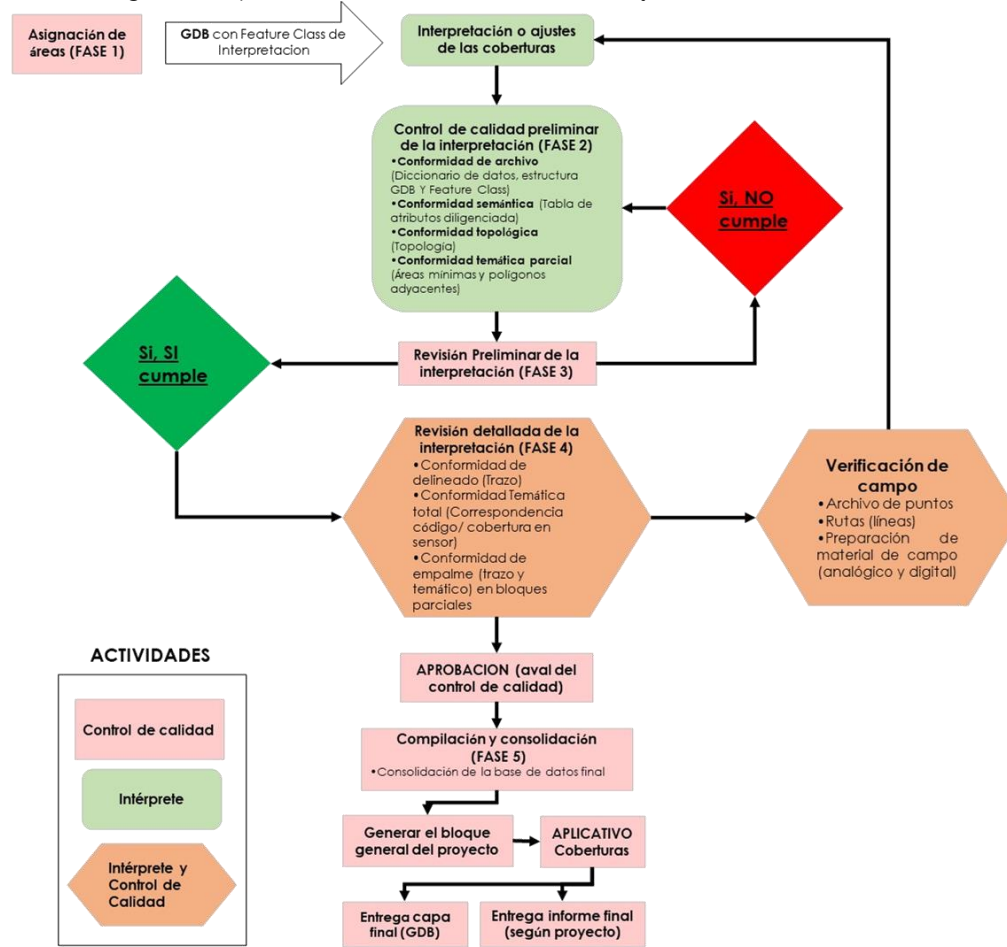 Asignación de
áreas (FASE 1)
GDB con Feature Class de
Interpretacion
Interpretación o ajustes
de las coberturas
Control de calidad preliminar
de la interpretación (FASE 2)
•Conformidad de archivo
(Diccionario de datos, estructura
GDB Y Feature Class)
•Conformidad semántica (Tabla de
atributos diligenciada)
•Conformidad topológica
(Topología)
•Conformidad temática parcial
(Áreas mínimas y polígonos
adyacentes)
Si, NO
cumple
Si, SI
cumple
Revisión Preliminar de la
interpretación (FASE 3)
Revisión detallada de la
interpretación (FASE 4)
•Conformidad de
delineado (Trazo)
•Conformidad Temática
total (Correspondencia
código/ cobertura en
sensor)
•Conformidad de
empalme (trazo y
temático) en bloques
parciales
Verificación de
campo
•Archivo de puntos
•Rutas (líneas)
•Preparación de
material de campo
(analógico y digital)
APROBACION (aval del
control de calidad)
Compilación y consolidación
(FASE 5)
•Consolidación de la base de datos final
Generar el bloque
general del proyecto
APLICATIVO
Coberturas
Entrega capa
final (GDB)
Entrega informe final
(según proyecto)
ACTIVIDADES
Control de calidad
Intérprete
Intérprete y
Control de
Calidad